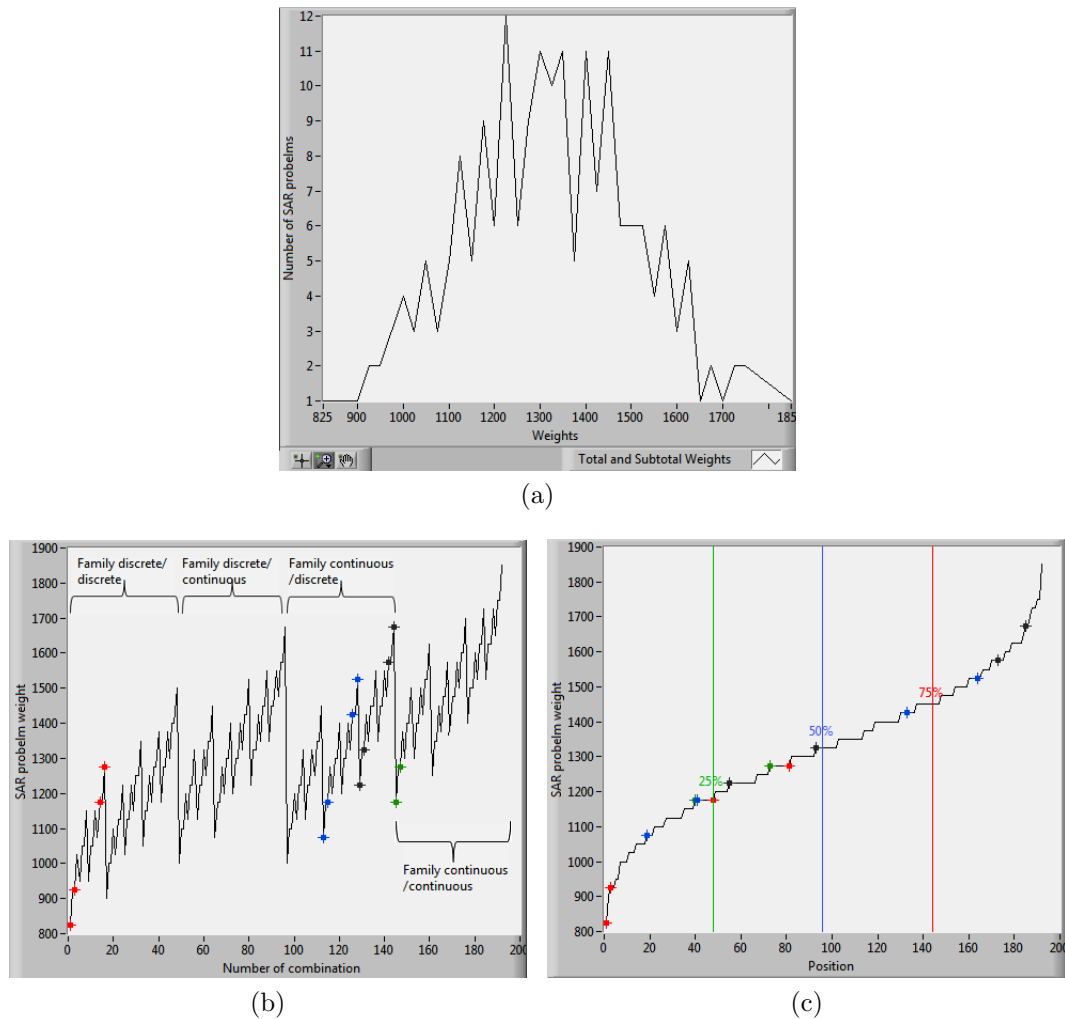 12
11
10
9
8
7
6
5
4
3
2
1
Number of SAR probelms
825 900 1000 1100 1200 1300 1400 1500 1600 1700 185
Weights
Total and Subtotal Weights
(a)
1900
1800
1700
1600
1500
1400
1300
1200
1100
1000
900
800
SAR probelm weight
Family discrete/
discrete
Family discrete/
continuous
Family continuous
/discrete
Family continuous
/continuous
0 20 40 60 80 100 120 140 160 180 200
Number of combination
(b)
1900
1800
1700
1600
1500
1400
1300
1200
1100
1000
900
800
SAR probelm weight
25%
50%
75%
0 20 40 60 80 100 120 140 160 180 200
Position
(c)